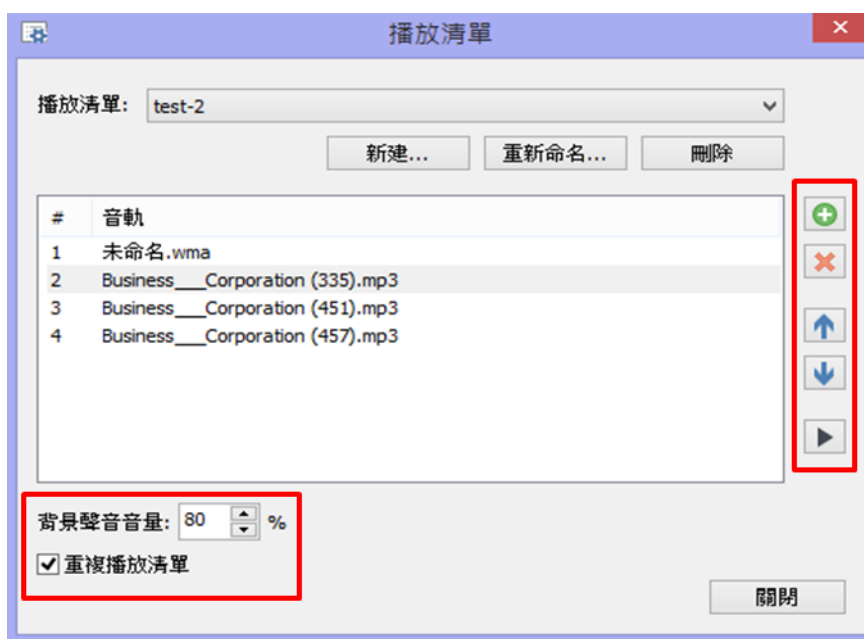 播放清單
播放清單: test-2
新建... 重新命名... 刪除
# 音軌
1 未命名.wma
2 Business___Corporation (335).mp3
3 Business___Corporation (451).mp3
4 Business___Corporation (457).mp3
背景聲音音量: 80 %
重複播放清單
關閉